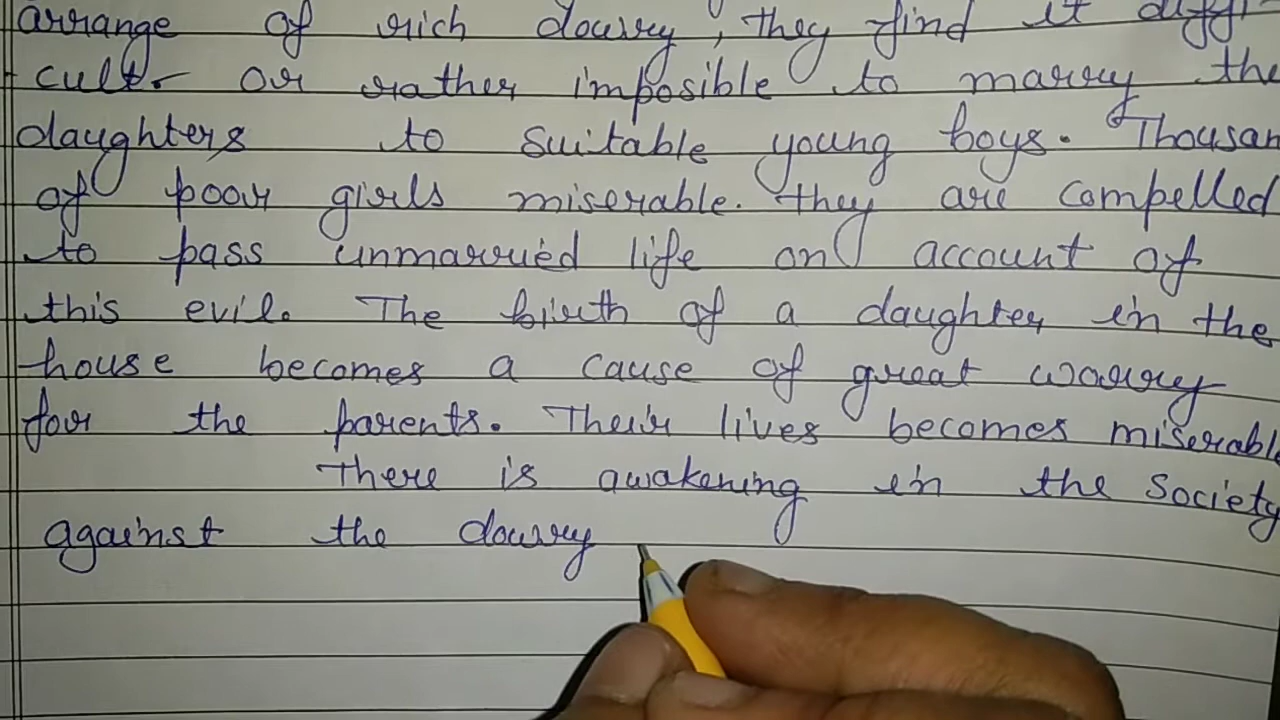 arrange of rich dowry, they find it diffi-
cult. or rather imposible to marry the
daughters to suitable young boys. Thousan
of poor girls miserable. they are compelled
to pass unmarried life on account of
this evil. The birth of a daughter in the
house becomes a cause of great worry
for the parents. Their lives becomes miserable
There is awakening in the society
against the dowry